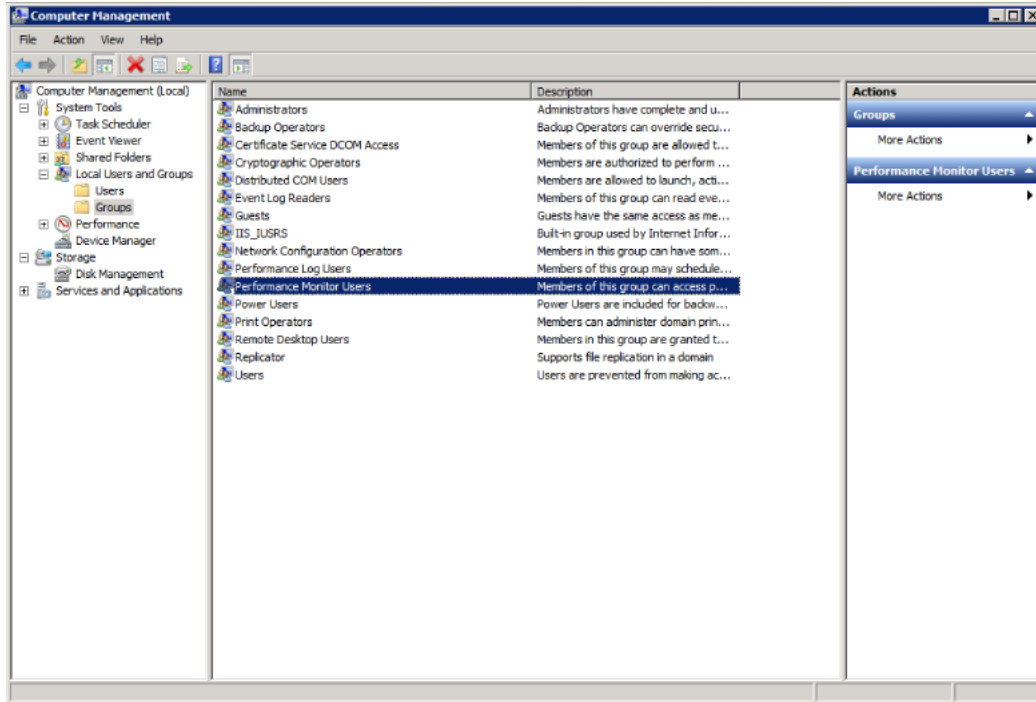 Computer Management
File Action View Help
Computer Management (Local)
System Tools
Task Scheduler
Event Viewer
Shared Folders
Local Users and Groups
Users
Groups
Performance
Device Manager
Storage
Disk Management
Services and Applications
Name Description
Administrators Administrators have complete and u...
Backup Operators Backup Operators can override secu...
Certificate Service DCOM Access Members of this group are allowed t...
Cryptographic Operators Members are authorized to perform ...
Distributed COM Users Members are allowed to launch, acti...
Event Log Readers Members of this group can read eve...
Guests Guests have the same access as me...
IIS_IUSRS Built-in group used by Internet Infor...
Network Configuration Operators Members in this group can have som...
Performance Log Users Members of this group may schedule...
Performance Monitor Users Members of this group can access p...
Power Users Power Users are included for backw...
Print Operators Members can administer domain prin...
Remote Desktop Users Members in this group are granted t...
Replicator Supports file replication in a domain
Users Users are prevented from making ac...
Actions
Groups
More Actions
Performance Monitor Users
More Actions